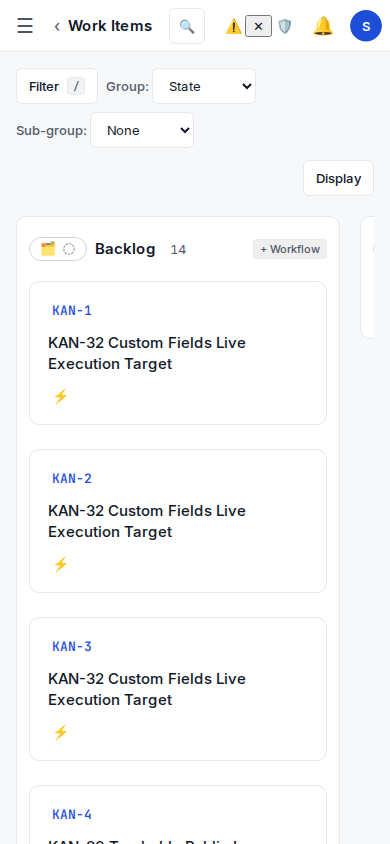 ☰ ‹ Work Items 🔍 ⚠️ ✕ 🛡️ 🔔 S
Filter / Group: State
Sub-group: None
Display
Backlog 14 + Workflow
KAN-1
KAN-32 Custom Fields Live
Execution Target
⚡
KAN-2
KAN-32 Custom Fields Live
Execution Target
⚡
KAN-3
KAN-32 Custom Fields Live
Execution Target
⚡
KAN-4